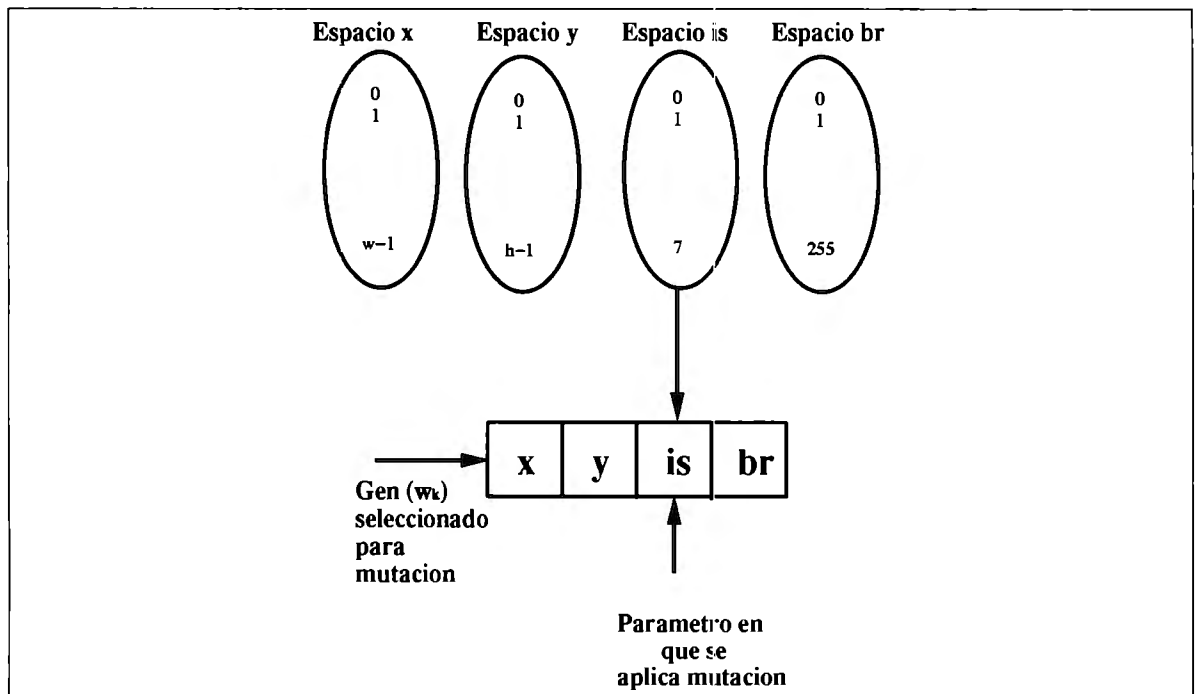 Espacio x Espacio y Espacio is Espacio br
0 0 0 0
1 1 1 1
w-1 h-1 7 255
x y is br
Gen (wk)
seleccionado
para
mutacion
Parametro en
que se
aplica mutacion